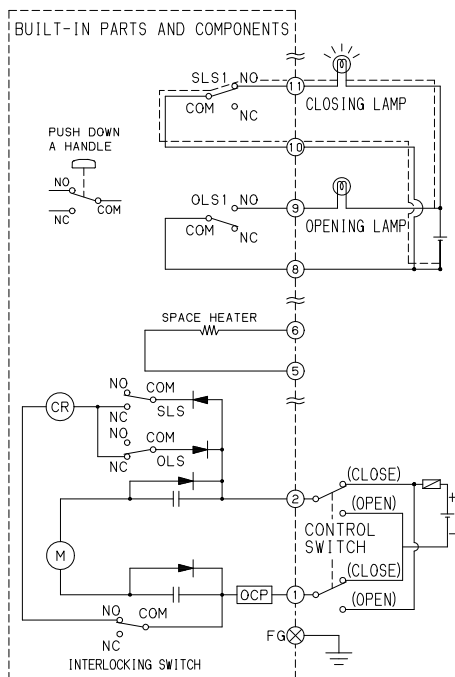 BUILT-IN PARTS AND COMPONENTS
SLS1 NO
COM
NC
11
CLOSING LAMP
10
PUSH DOWN
A HANDLE
NO
NC
COM
OLS1 NO
COM
NC
9
OPENING LAMP
8
SPACE HEATER
6
5
CR
NO
COM
NC
SLS
NO
COM
NC
OLS
2
(CLOSE)
(OPEN)
+
-
CONTROL
SWITCH
M
(CLOSE)
OCP
1
(OPEN)
NO
COM
NC
FG
INTERLOCKING SWITCH